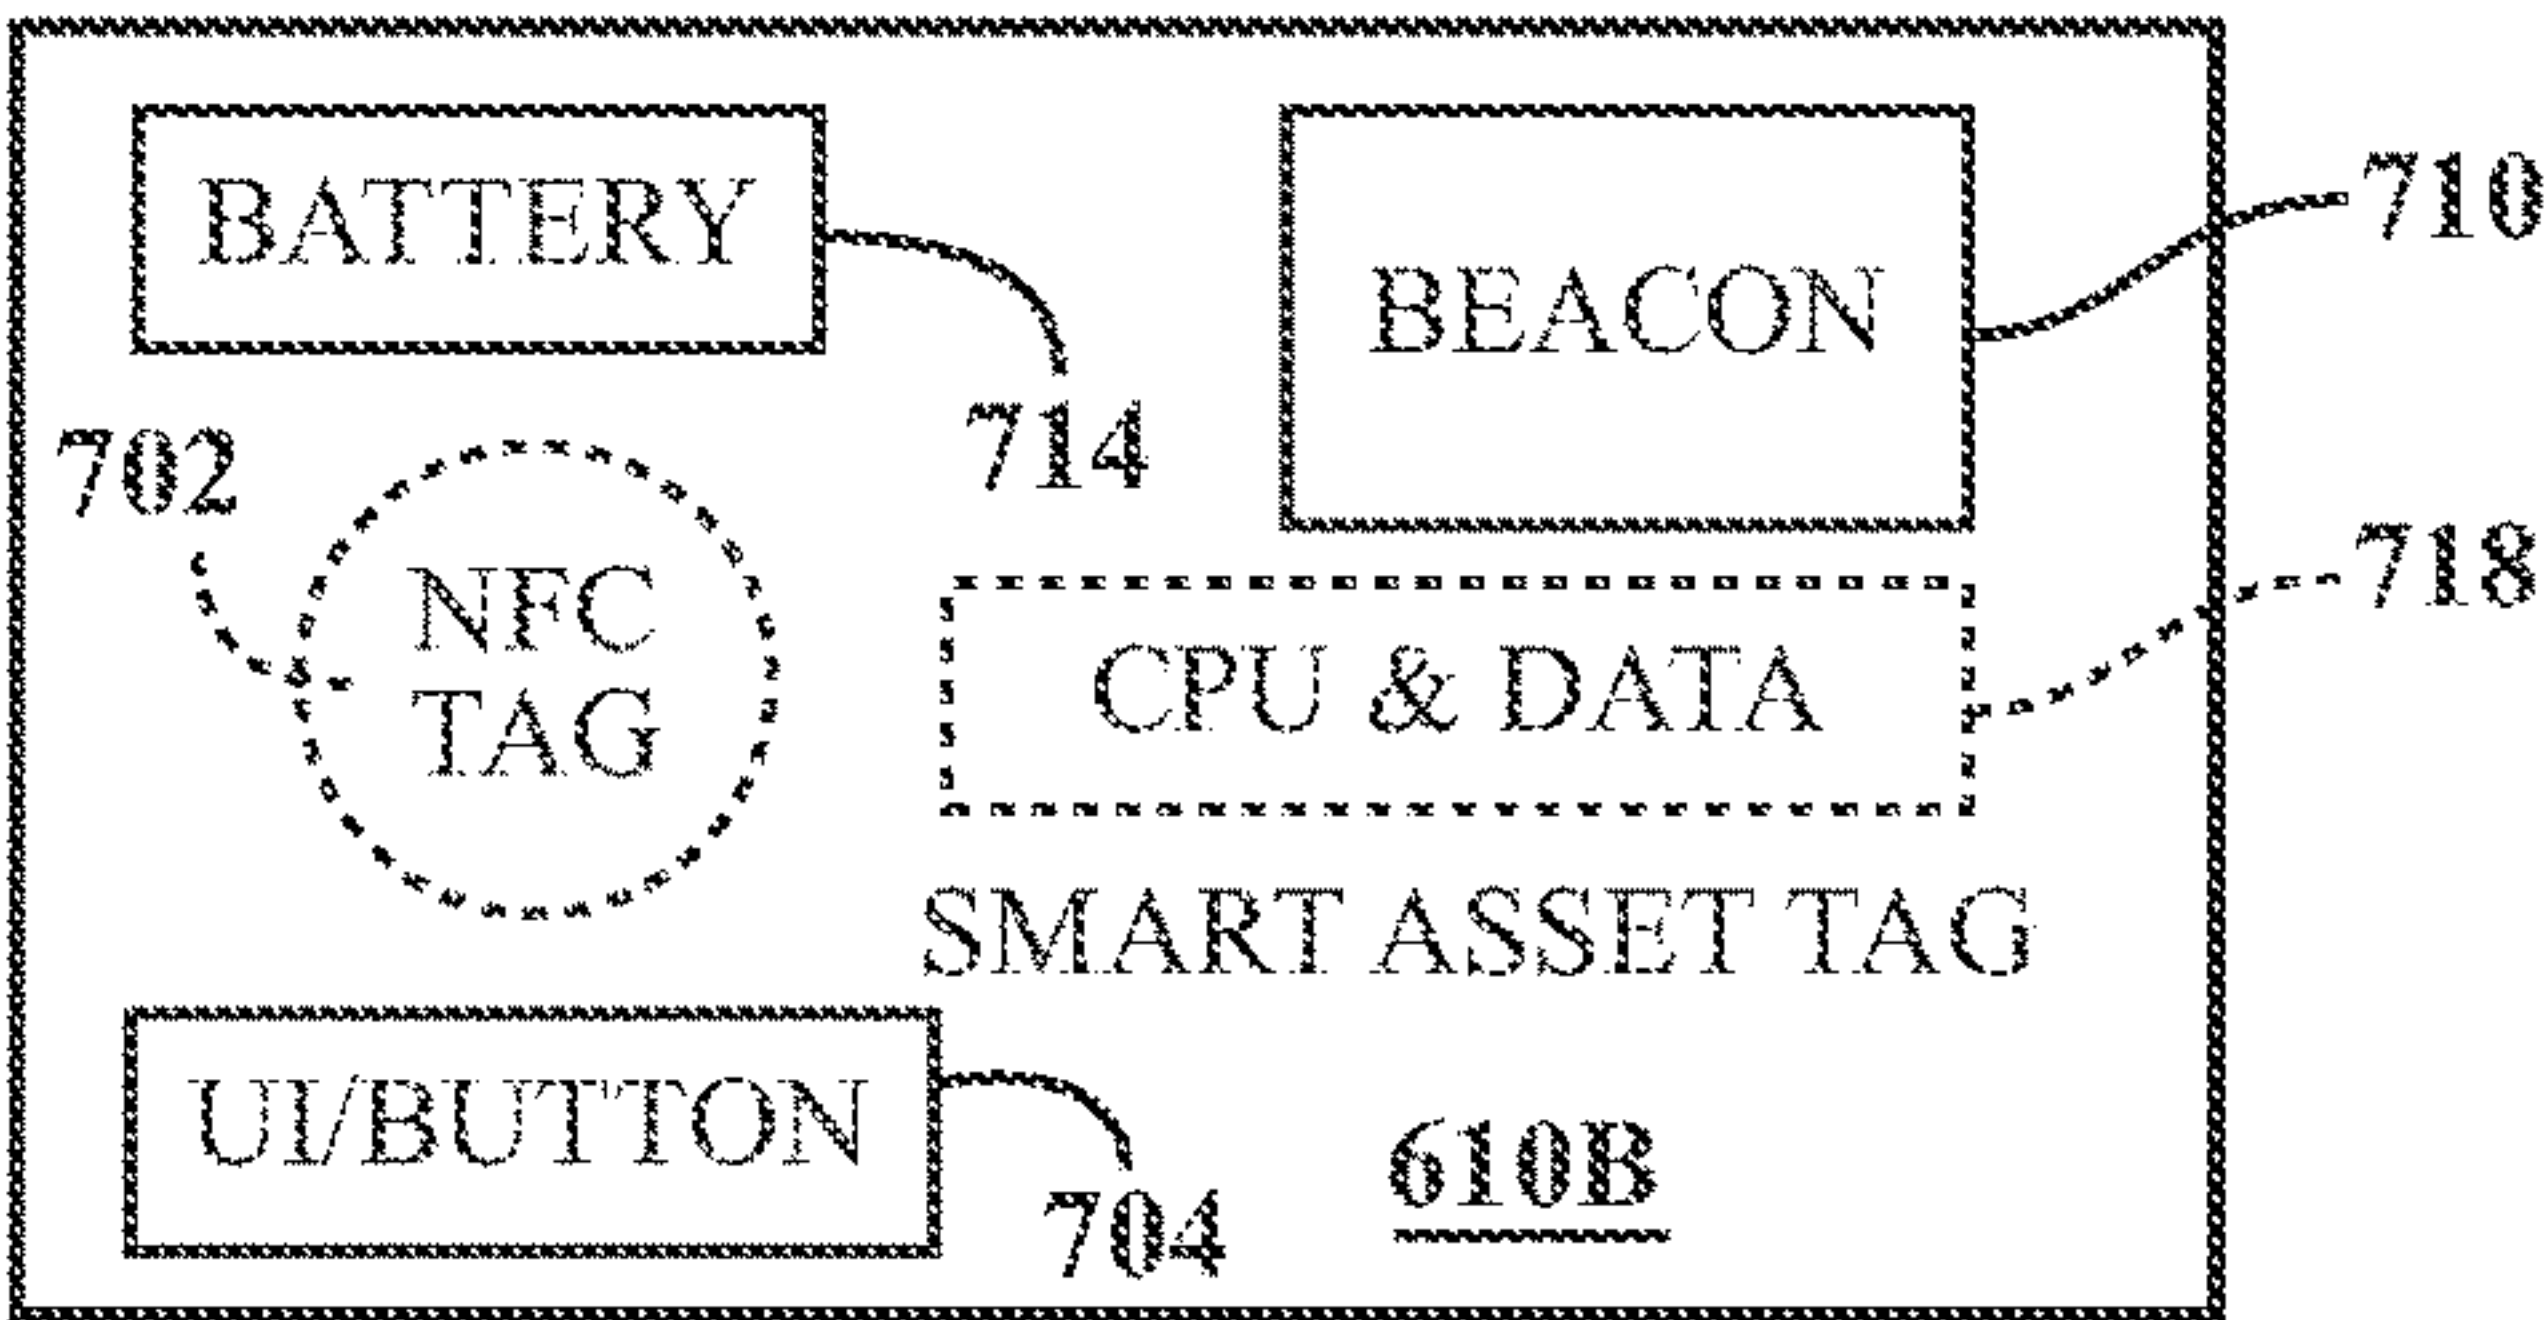 BATTERY
BEACON
710
714
702
NFC
TAG
718
CPU & DATA
SMART ASSET TAG
UI/BUTTON
704
610B